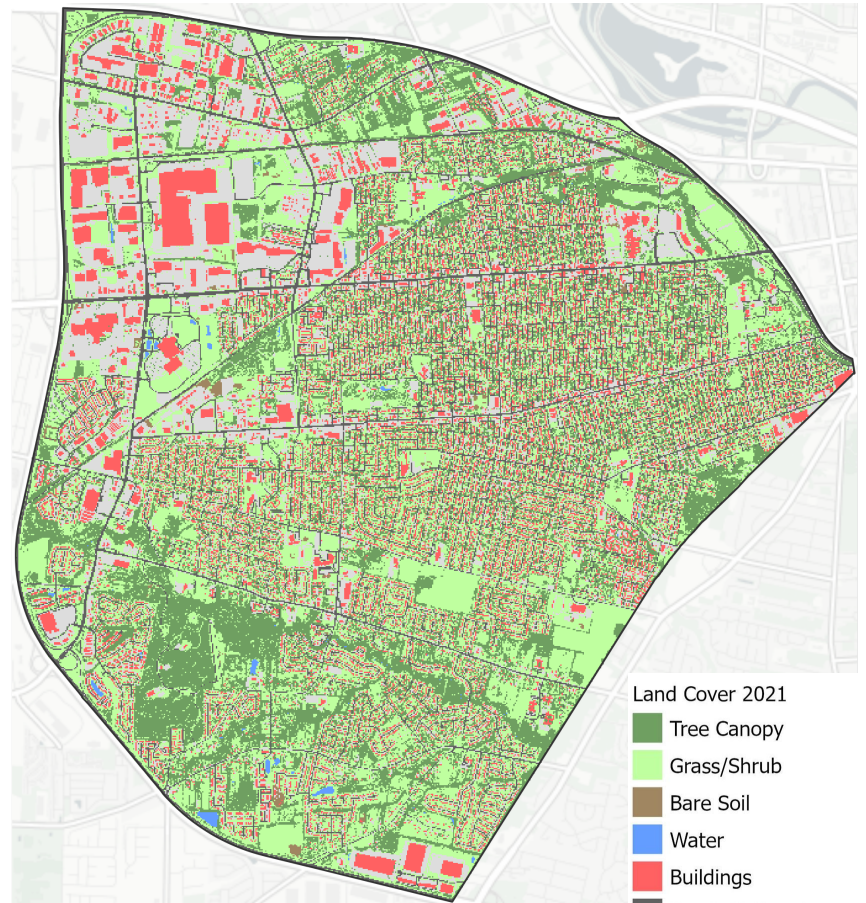 Land Cover 2021
Tree Canopy
Grass/Shrub
Bare Soil
Water
Buildings